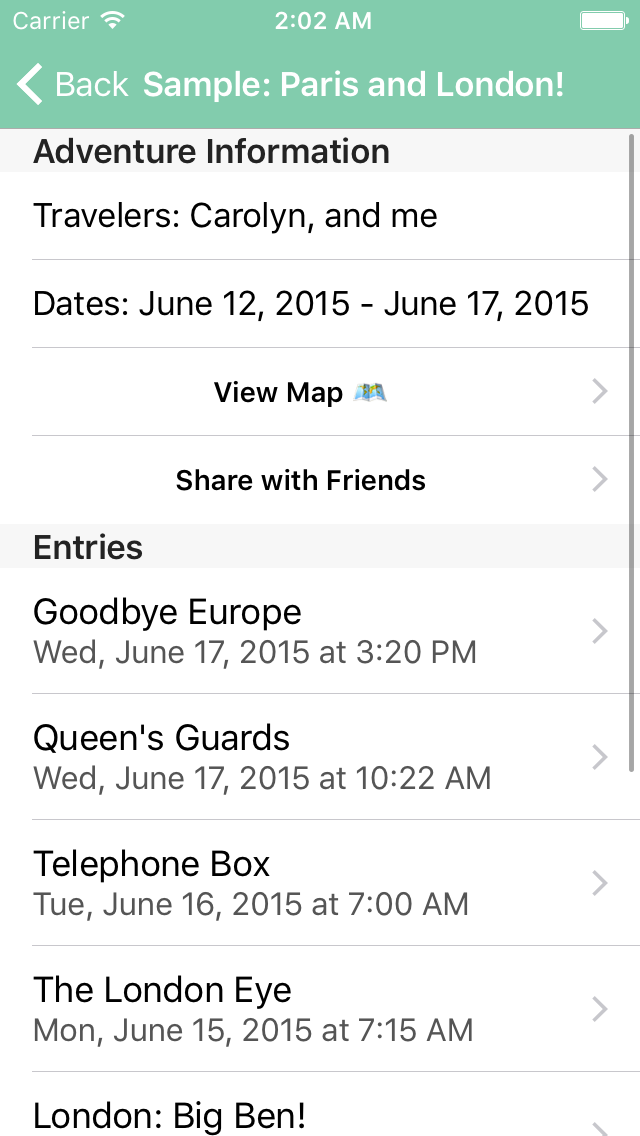 Carrier 2:02 AM
Back Sample: Paris and London!
Adventure Information
Travelers: Carolyn, and me
Dates: June 12, 2015 - June 17, 2015
View Map
Share with Friends
Entries
Goodbye Europe
Wed, June 17, 2015 at 3:20 PM
Queen's Guards
Wed, June 17, 2015 at 10:22 AM
Telephone Box
Tue, June 16, 2015 at 7:00 AM
The London Eye
Mon, June 15, 2015 at 7:15 AM
London: Big Ben!